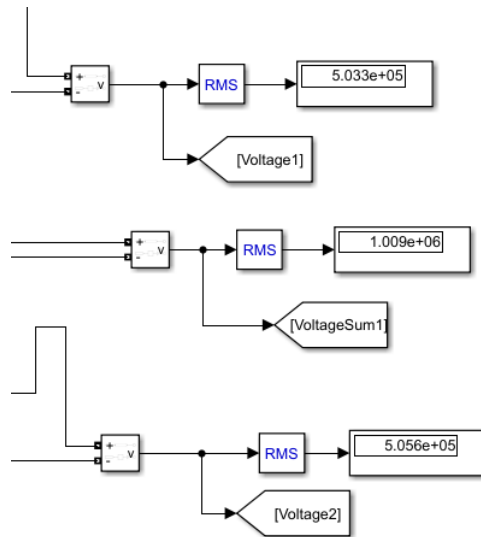 +
v
-
RMS
5.033e+05
[Voltage1]
+
v
-
RMS
1.009e+06
[VoltageSum1]
+
v
-
RMS
5.056e+05
[Voltage2]